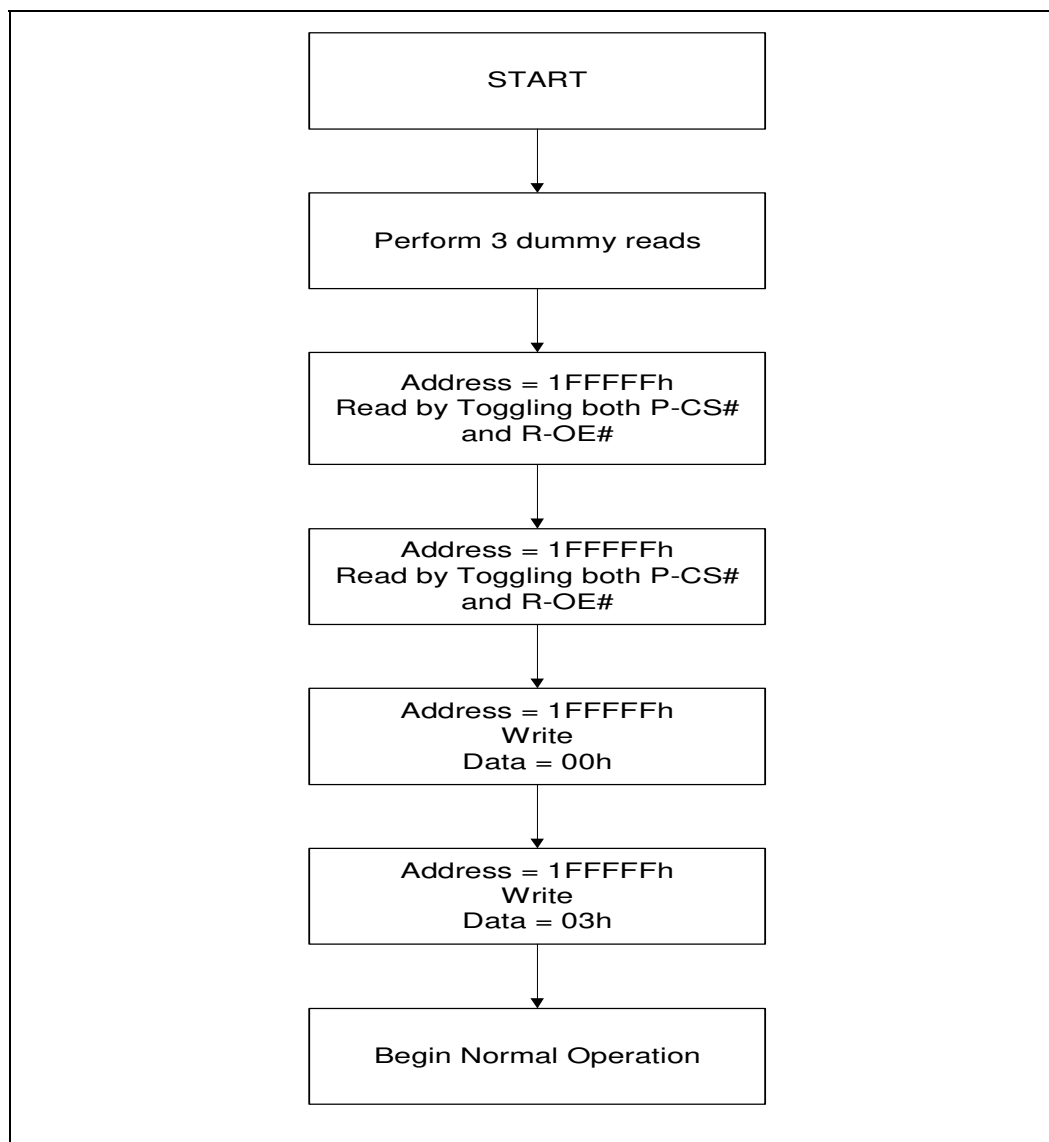 START
Perform 3 dummy reads
Address = 1FFFFFh
Read by Toggling both P-CS#
and R-OE#
Address = 1FFFFFh
Read by Toggling both P-CS#
and R-OE#
Address = 1FFFFFh
Write
Data = 00h
Address = 1FFFFFh
Write
Data = 03h
Begin Normal Operation